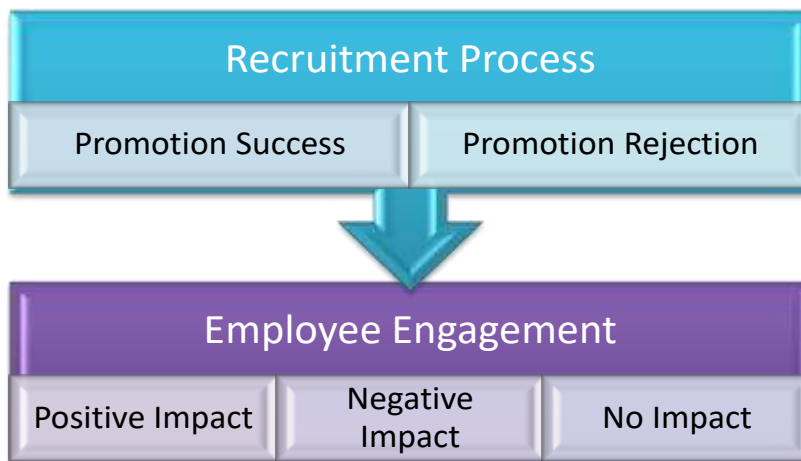 Recruitment Process
Promotion Success
Promotion Rejection
Employee Engagement
Positive Impact
Negative
Impact
No Impact